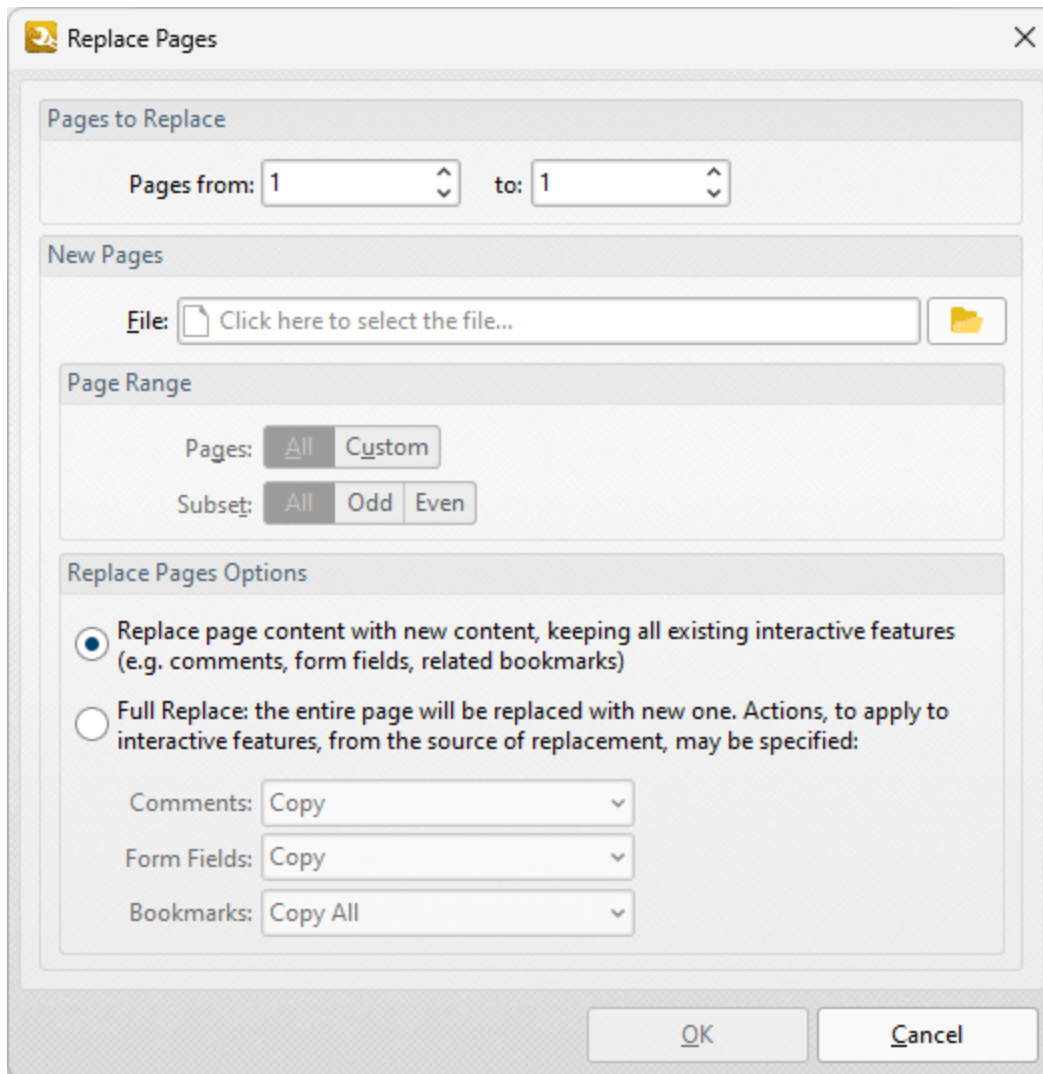 Replace Pages
Pages to Replace
Pages from: 1 to: 1
New Pages
File: Click here to select the file...
Page Range
Pages: All Custom
Subset: All Odd Even
Replace Pages Options
Replace page content with new content, keeping all existing interactive features
(e.g. comments, form fields, related bookmarks)
Full Replace: the entire page will be replaced with new one. Actions, to apply to
interactive features, from the source of replacement, may be specified:
Comments: Copy
Form Fields: Copy
Bookmarks: Copy All
OK Cancel